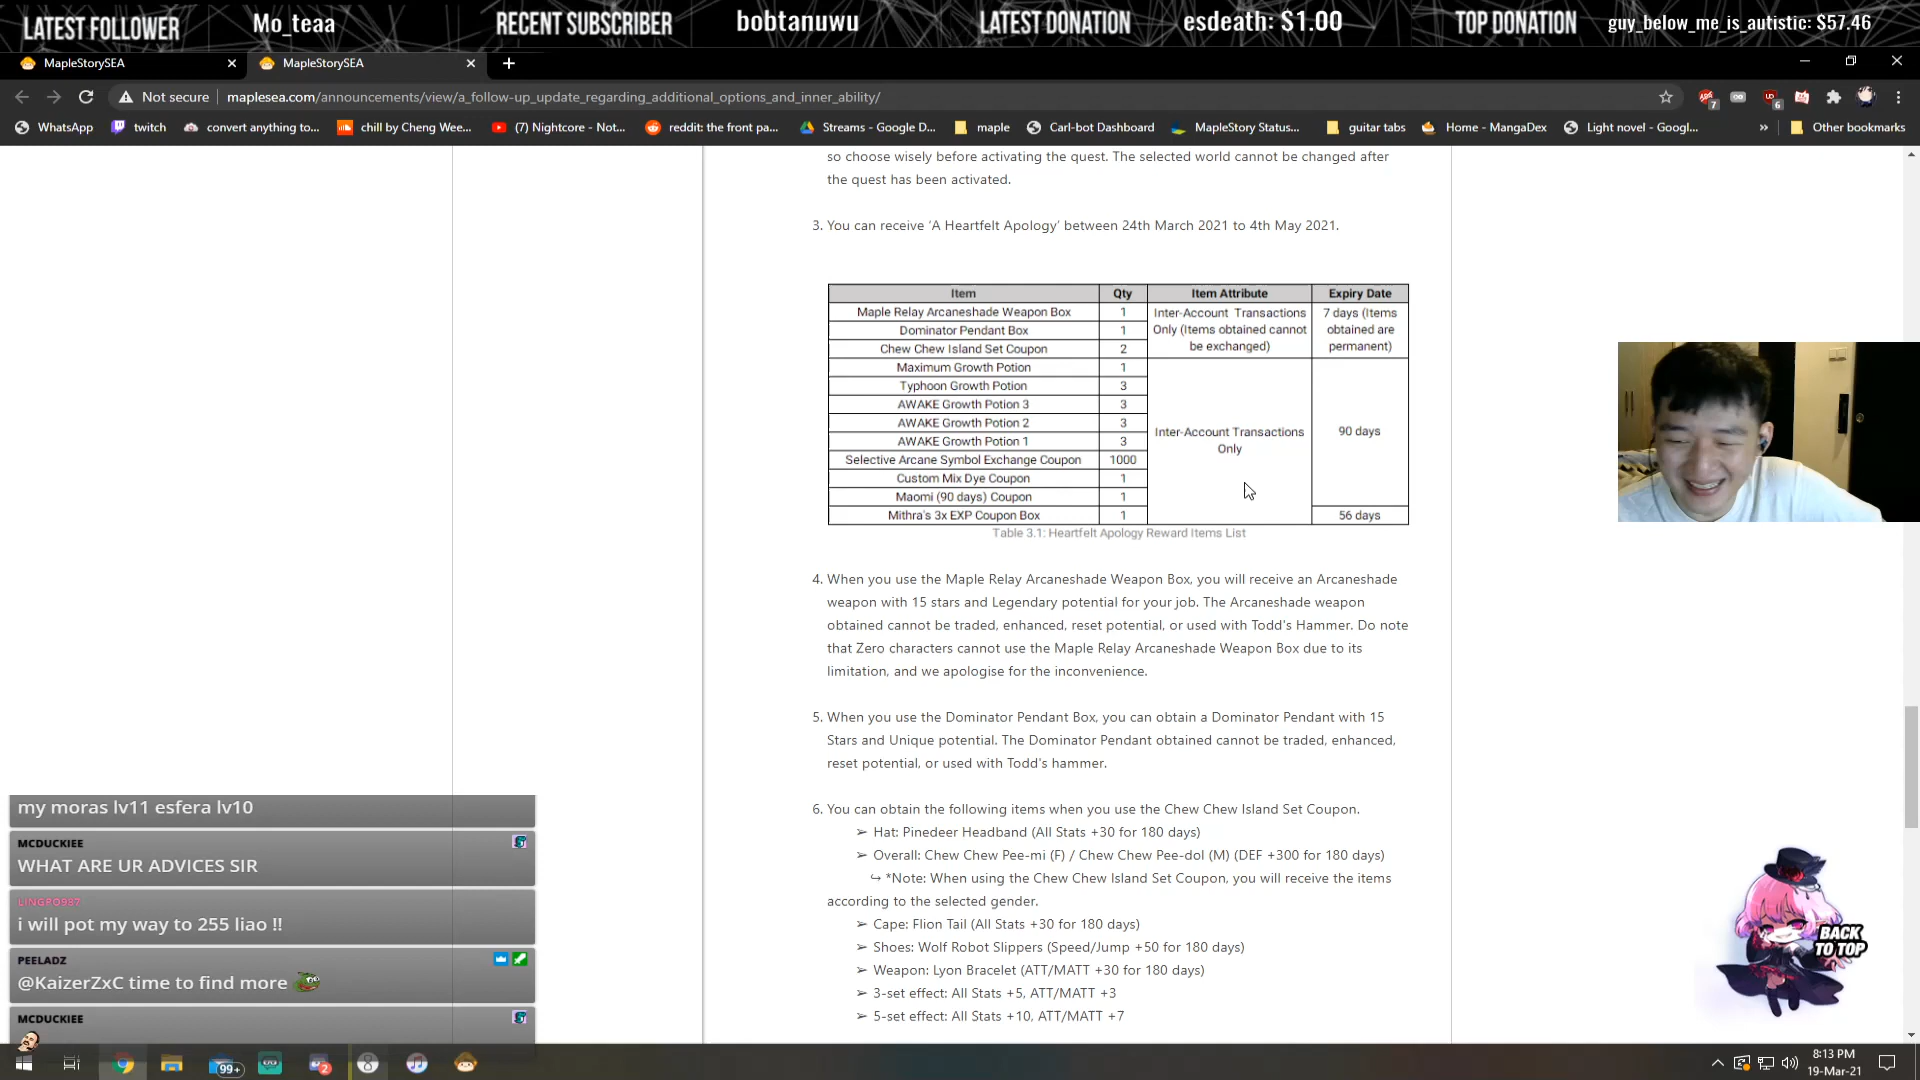 LATEST FOLLOWER Mo_teaa RECENT SUBSCRIBER bobtanuwu LATEST DONATION esdeath: $1.00 TOP DONATION guy_below_me_is_autistic: $57.46
MapleStorySEA MapleStorySEA
Not secure maplesea.com/announcements/view/a_follow-up_update_regarding_additional_options_and_inner_ability/
WhatsApp twitch convert anything to... chill by Cheng Wee... (7) Nightcore - Not... reddit: the front pa... Streams - Google D... maple Carl-bot Dashboard MapleStory Status... guitar tabs Home - MangaDex Light novel - Googl... » Other bookmarks
so choose wisely before activating the quest. The selected world cannot be changed after
the quest has been activated.
3. You can receive ‘A Heartfelt Apology’ between 24th March 2021 to 4th May 2021.
Item Qty Item Attribute Expiry Date
Maple Relay Arcaneshade Weapon Box 1 Inter-Account Transactions 7 days (Items
Dominator Pendant Box 1 Only (Items obtained cannot obtained are
Chew Chew Island Set Coupon 2 be exchanged) permanent)
Maximum Growth Potion 1
Typhoon Growth Potion 3
AWAKE Growth Potion 3 3
AWAKE Growth Potion 2 3
AWAKE Growth Potion 1 3
Inter-Account Transactions 90 days
Only
Selective Arcane Symbol Exchange Coupon 1000
Custom Mix Dye Coupon 1
Maomi (90 days) Coupon 1
Mithra's 3x EXP Coupon Box 1 56 days
Table 3.1: Heartfelt Apology Reward Items List
4. When you use the Maple Relay Arcaneshade Weapon Box, you will receive an Arcaneshade
weapon with 15 stars and Legendary potential for your job. The Arcaneshade weapon
obtained cannot be traded, enhanced, reset potential, or used with Todd's Hammer. Do note
that Zero characters cannot use the Maple Relay Arcaneshade Weapon Box due to its
limitation, and we apologise for the inconvenience.
5. When you use the Dominator Pendant Box, you can obtain a Dominator Pendant with 15
Stars and Unique potential. The Dominator Pendant obtained cannot be traded, enhanced,
reset potential, or used with Todd's hammer.
6. You can obtain the following items when you use the Chew Chew Island Set Coupon.
➢ Hat: Pinedeer Headband (All Stats +30 for 180 days)
➢ Overall: Chew Chew Pee-mi (F) / Chew Chew Pee-dol (M) (DEF +300 for 180 days)
↪ *Note: When using the Chew Chew Island Set Coupon, you will receive the items
according to the selected gender.
➢ Cape: Flion Tail (All Stats +30 for 180 days)
➢ Shoes: Wolf Robot Slippers (Speed/Jump +50 for 180 days)
➢ Weapon: Lyon Bracelet (ATT/MATT +30 for 180 days)
➢ 3-set effect: All Stats +5, ATT/MATT +3
➢ 5-set effect: All Stats +10, ATT/MATT +7
my moras lv11 esfera lv10
MCDUCKIEE
WHAT ARE UR ADVICES SIR
LINGPO987
i will pot my way to 255 liao !!
PEELADZ
@KaizerZxC time to find more
MCDUCKIEE
BACK
TO TOP
99+ 2
8:13 PM
19-Mar-21